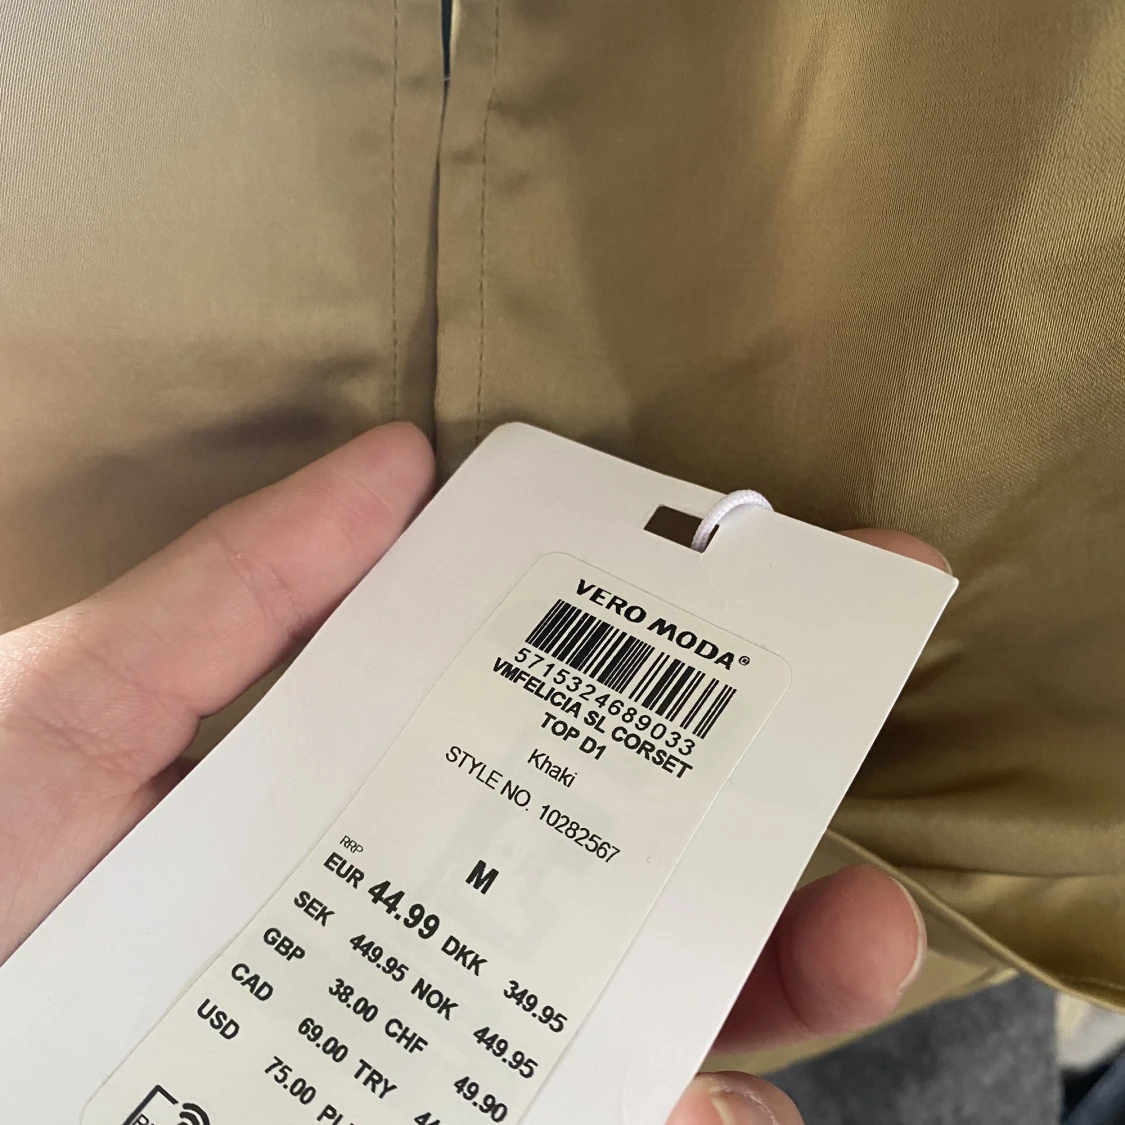 VERO MODA®
5715324689033
VMFELICIA SL CORSET
TOP D1
Khaki
STYLE NO. 10282567
M
RRP
EUR 44.99 DKK 349.95
SEK 449.95 NOK 449.95
GBP 38.00 CHF 49.90
CAD 69.00 TRY
USD 75.00